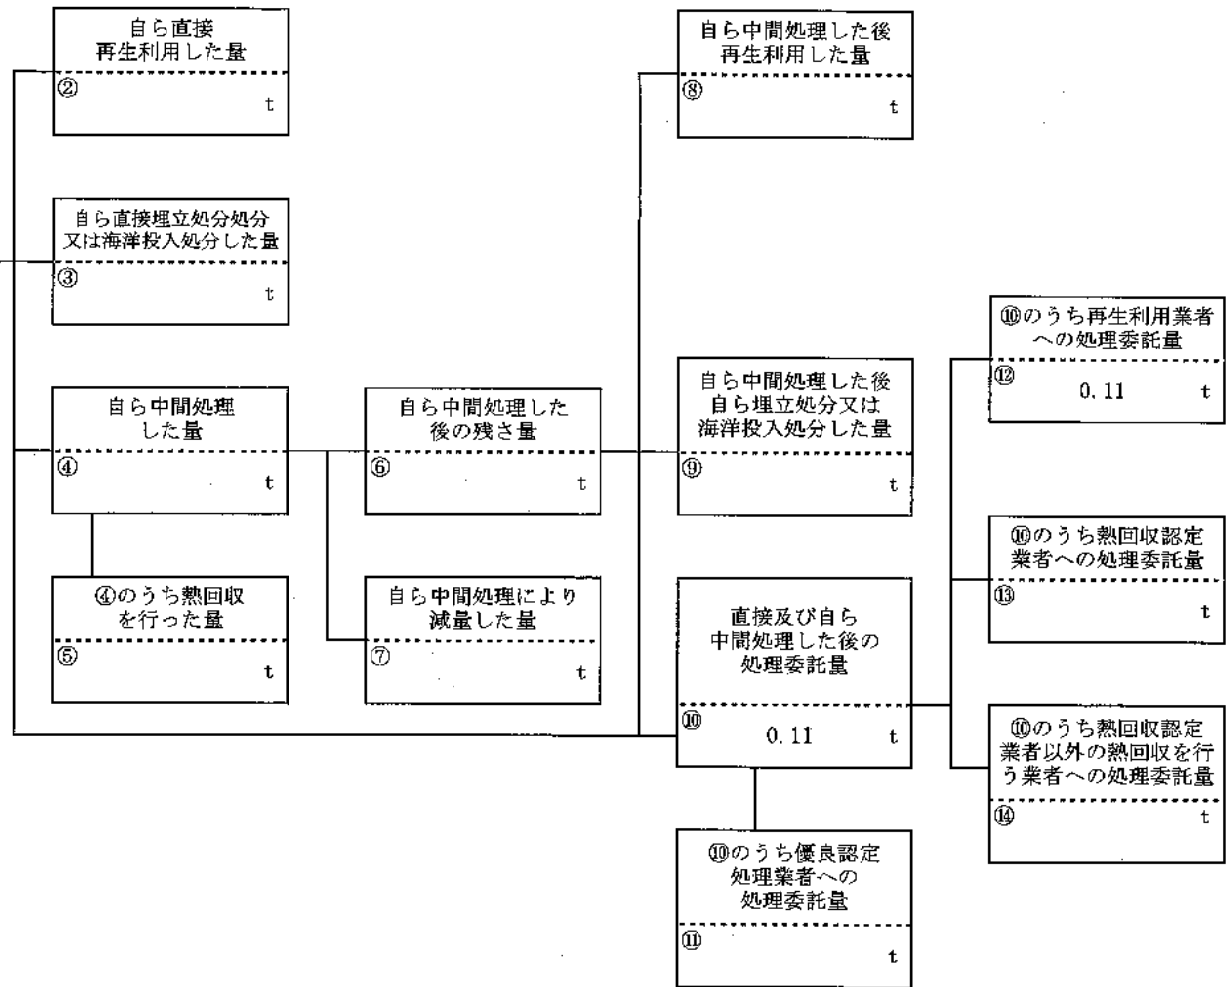 自ら直接
再生利用した量
②
t
自ら中間処理した後
再生利用した量
⑧
t
自ら直接埋立処分処分
又は海洋投入処分した量
③
t
⑩のうち再生利用業者
への処理委託量
⑫
0.11 t
自ら中間処理
した量
④
t
自ら中間処理した
後の残さ量
⑥
t
自ら中間処理した後
自ら埋立処分又は
海洋投入処分した量
⑨
t
⑩のうち熱回収認定
業者への処理委託量
⑬
t
④のうち熱回収
を行った量
⑤
t
自ら中間処理により
減量した量
⑦
t
直接及び自ら
中間処理した後の
処理委託量
⑩
0.11 t
⑩のうち熱回収認定
業者以外の熱回収を行
う業者への処理委託量
⑭
t
⑩のうち優良認定
処理業者への
処理委託量
⑪
t